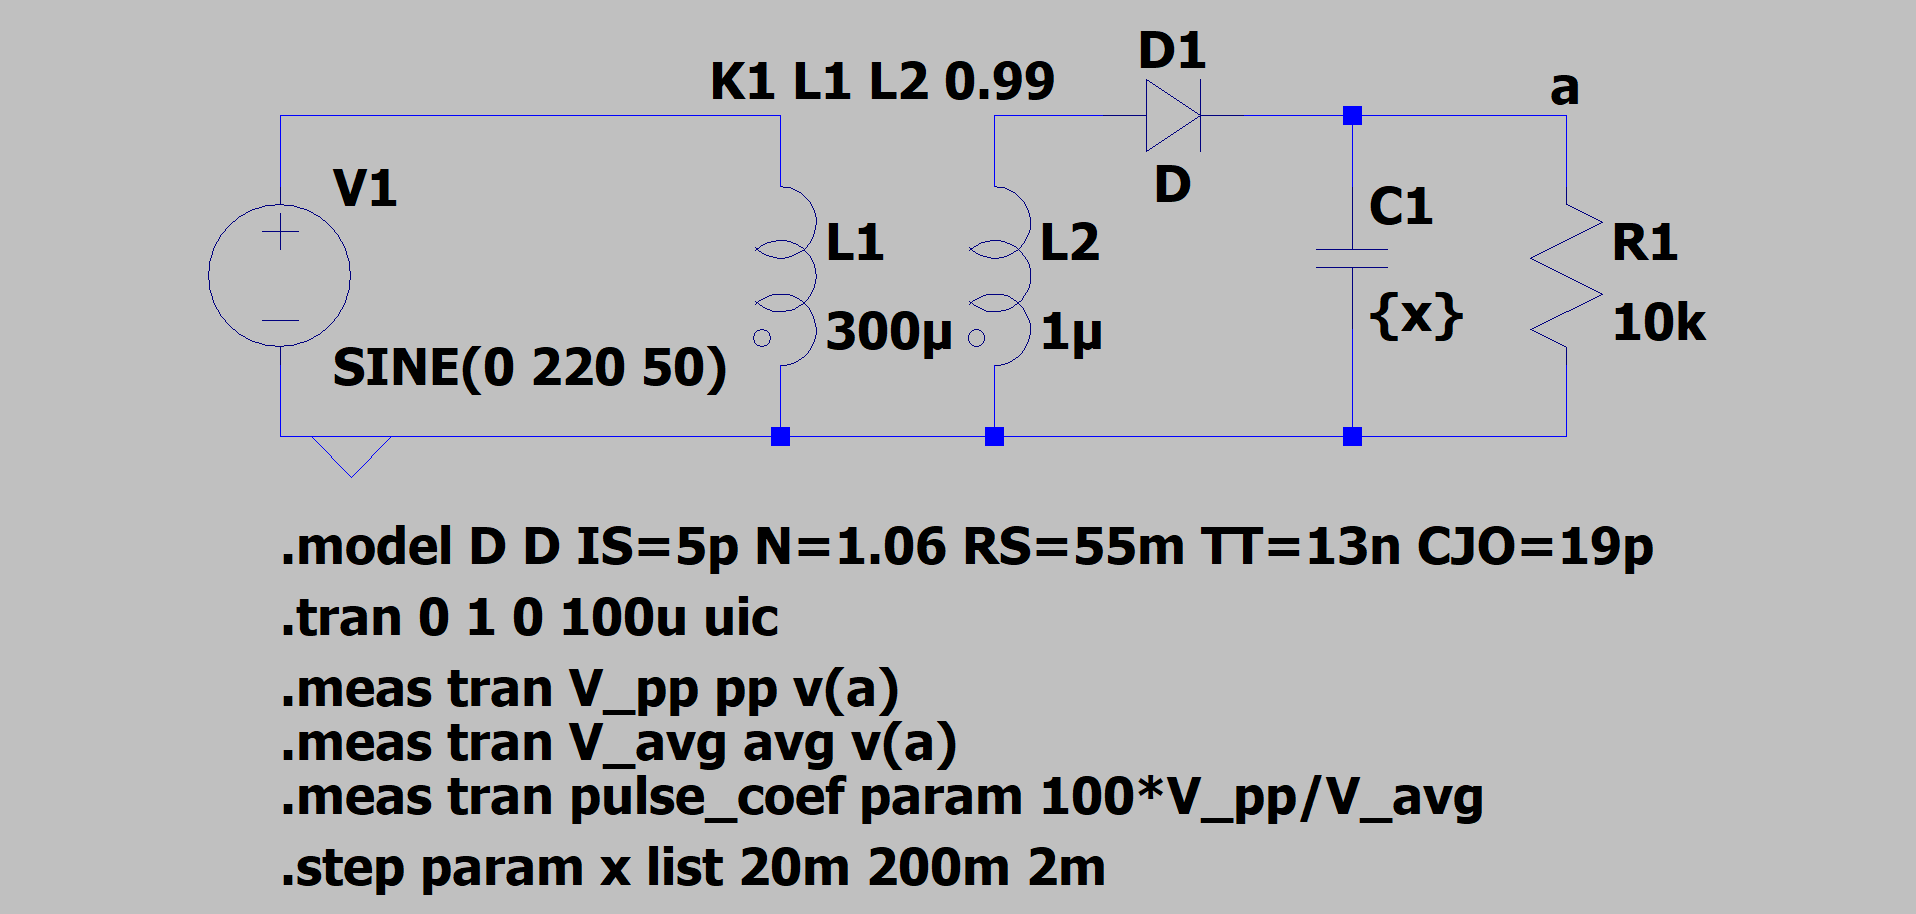 D1
K1 L1 L2 0.99
a
V1
D
C1
L1
L2
R1
{x}
300µ
1µ
10k
SINE(0 220 50)
.model D D IS=5p N=1.06 RS=55m TT=13n CJO=19p
.tran 0 1 0 100u uic
.meas tran V_pp pp v(a)
.meas tran V_avg avg v(a)
.meas tran pulse_coef param 100*V_pp/V_avg
.step param x list 20m 200m 2m